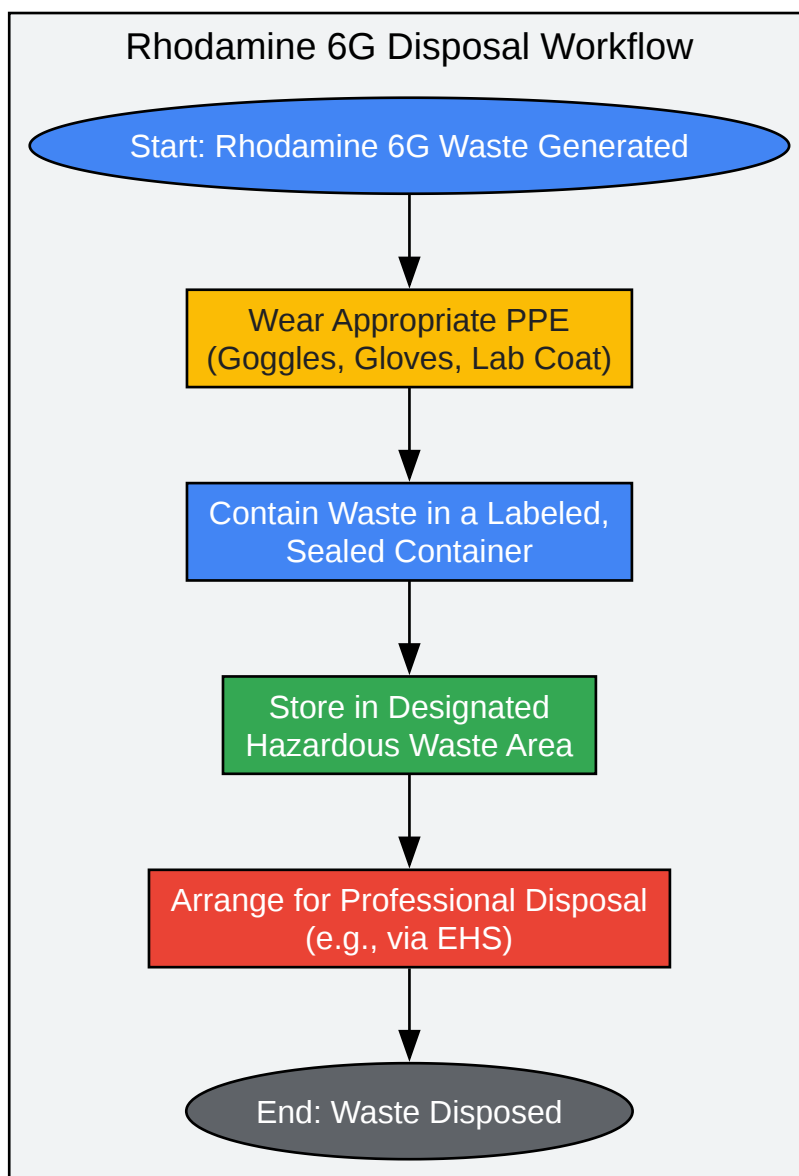 Rhodamine 6G Disposal Workflow
Start: Rhodamine 6G Waste Generated
Wear Appropriate PPE
(Goggles, Gloves, Lab Coat)
Contain Waste in a Labeled,
Sealed Container
Store in Designated
Hazardous Waste Area
Arrange for Professional Disposal
(e.g., via EHS)
End: Waste Disposed